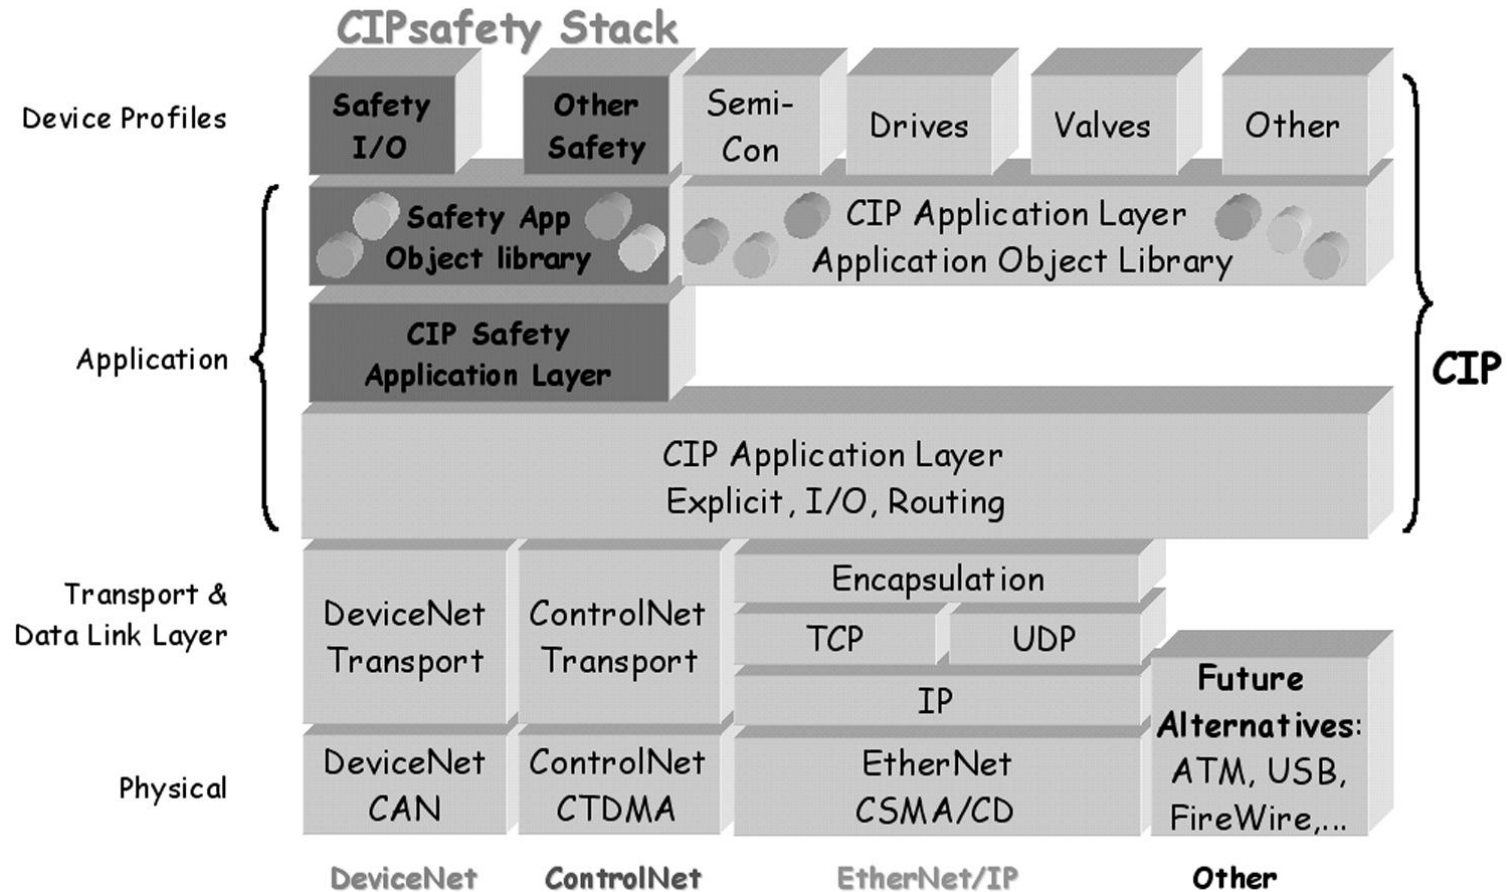 CIPsafety Stack
Device Profiles
Safety
I/O
Other
Safety
Semi-
Con
Drives
Valves
Other
Application
Safety App
Object library
CIP Application Layer
Application Object Library
CIP Safety
Application Layer
CIP
CIP Application Layer
Explicit, I/O, Routing
Transport &
Data Link Layer
DeviceNet
Transport
ControlNet
Transport
Encapsulation
TCP
UDP
IP
Future
Alternatives:
ATM, USB,
FireWire,...
Physical
DeviceNet
CAN
ControlNet
CTDMA
EtherNet
CSMA/CD
DeviceNet
ControlNet
EtherNet/IP
Other